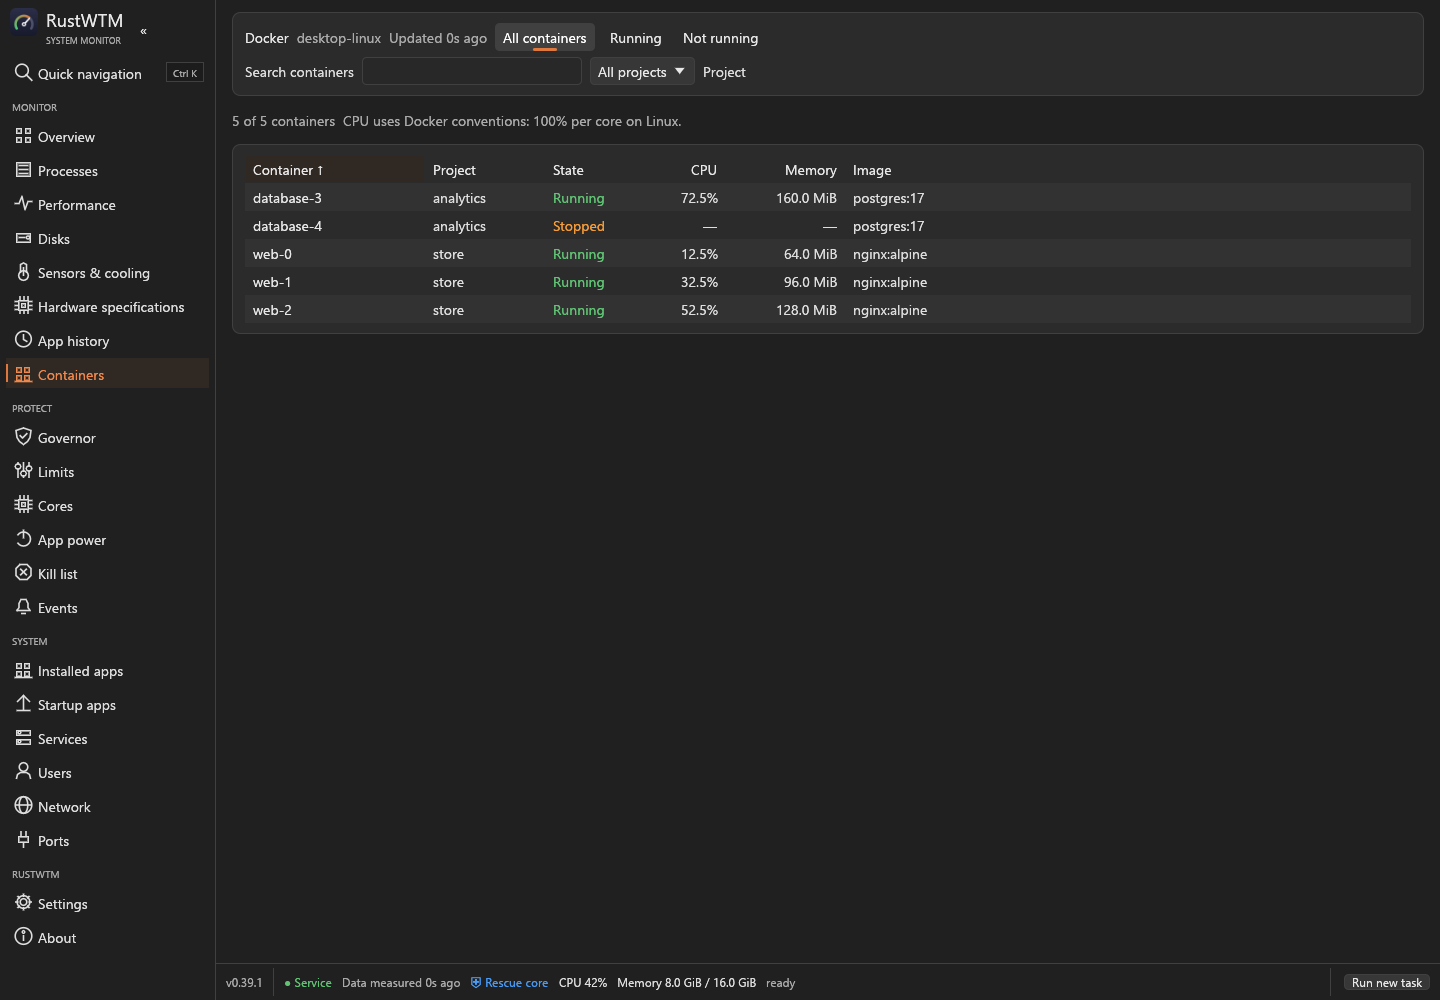 RustWTM
SYSTEM MONITOR
«
Quick navigation Ctrl K
MONITOR
Overview
Processes
Performance
Disks
Sensors & cooling
Hardware specifications
App history
Containers
PROTECT
Governor
Limits
Cores
App power
Kill list
Events
SYSTEM
Installed apps
Startup apps
Services
Users
Network
Ports
RUSTWTM
Settings
About
Docker desktop-linux Updated 0s ago All containers Running Not running
Search containers All projects Project
5 of 5 containers CPU uses Docker conventions: 100% per core on Linux.
Container ↑ Project State CPU Memory Image
database-3 analytics Running 72.5% 160.0 MiB postgres:17
database-4 analytics Stopped — — postgres:17
web-0 store Running 12.5% 64.0 MiB nginx:alpine
web-1 store Running 32.5% 96.0 MiB nginx:alpine
web-2 store Running 52.5% 128.0 MiB nginx:alpine
v0.39.1 ● Service Data measured 0s ago Rescue core CPU 42% Memory 8.0 GiB / 16.0 GiB ready Run new task